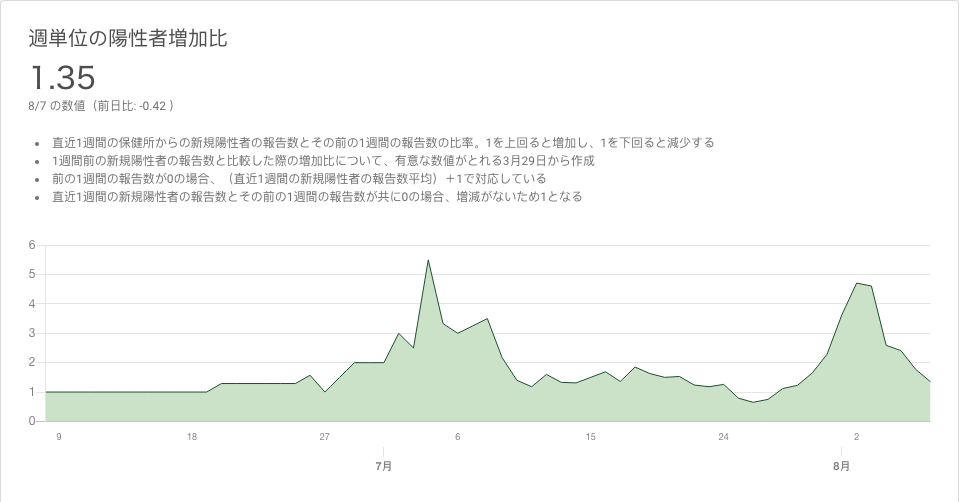 週単位の陽性者増加比
1.35
8/7 の数値（前日比: -0.42 ）
直近1週間の保健所からの新規陽性者の報告数とその前の1週間の報告数の比率。1を上回ると増加し、1を下回ると減少する
1週間前の新規陽性者の報告数と比較した際の増加比について、有意な数値がとれる3月29日から作成
前の1週間の報告数が0の場合、（直近1週間の新規陽性者の報告数平均）＋1で対応している
直近1週間の新規陽性者の報告数とその前の1週間の報告数が共に0の場合、増減がないため1となる
6
5
4
3
2
1
0
9 18 27 6 15 24 2
7月 8月